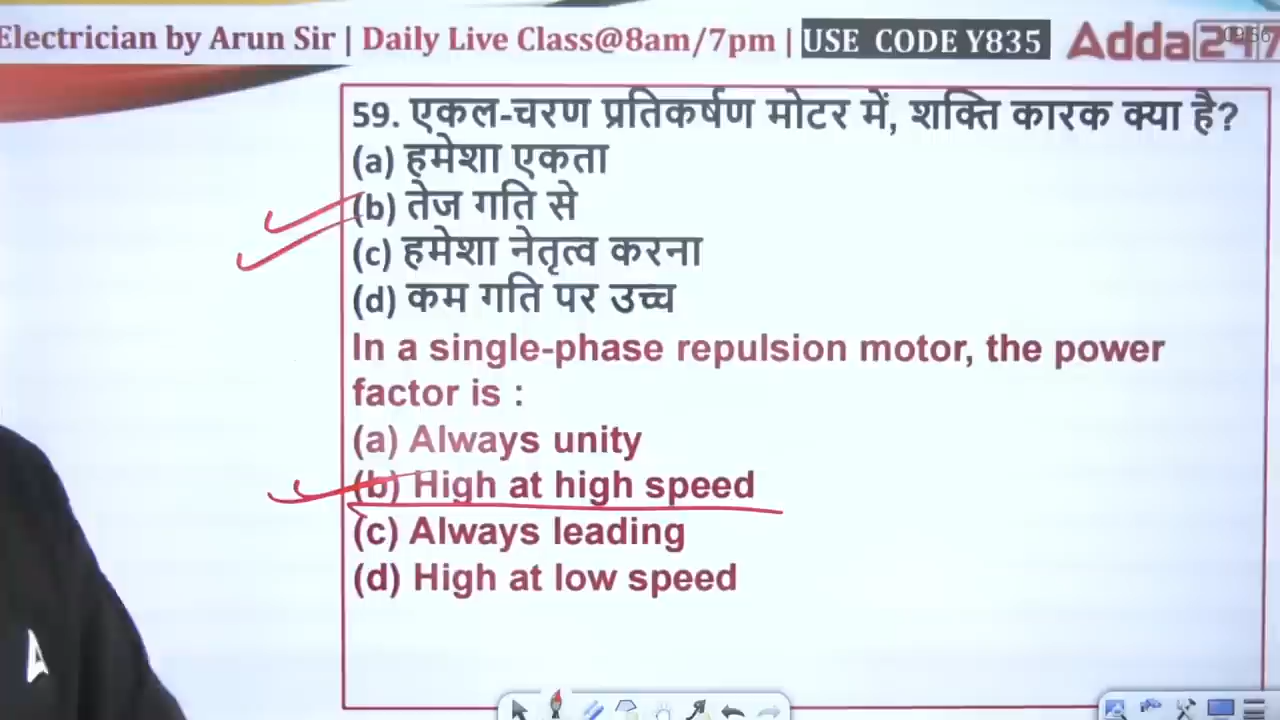 Electrician by Arun Sir | Daily Live Class@8am/7pm | USE CODE Y835 Adda247
59. एकल-चरण प्रतिकर्षण मोटर में, शक्ति कारक क्या है?
(a) हमेशा एकता
(b) तेज गति से
(c) हमेशा नेतृत्व करना
(d) कम गति पर उच्च
In a single-phase repulsion motor, the power
factor is :
(a) Always unity
(b) High at high speed
(c) Always leading
(d) High at low speed